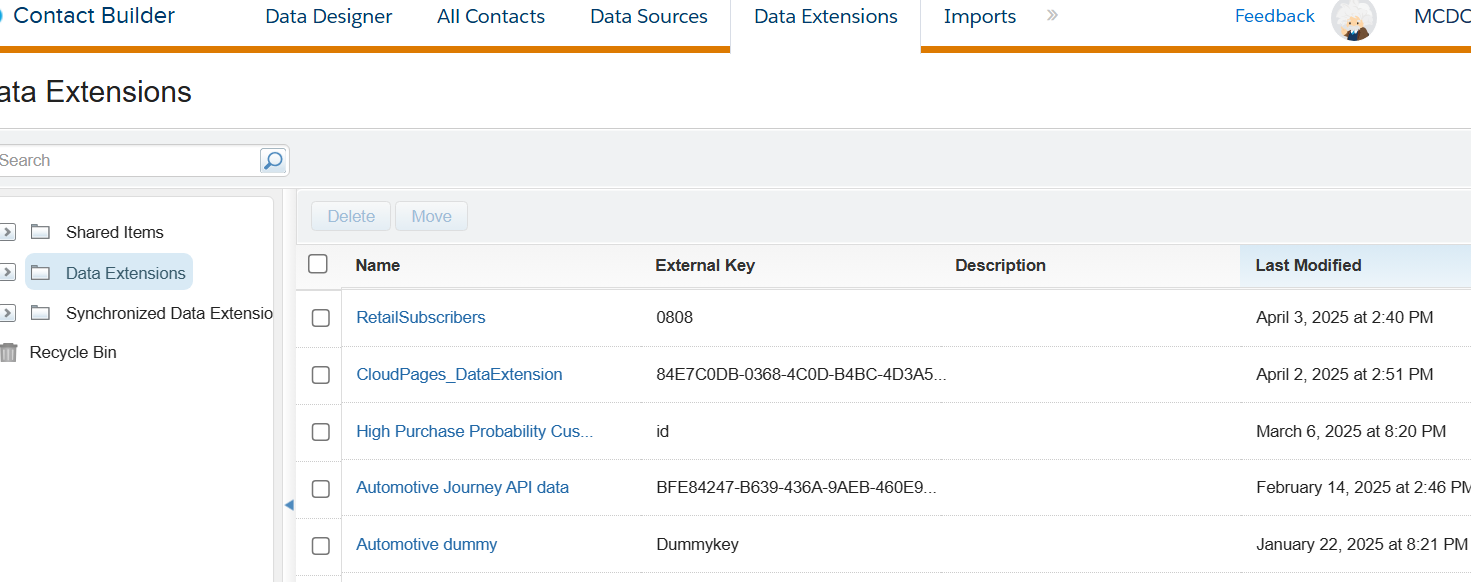 Contact Builder Data Designer All Contacts Data Sources Data Extensions Imports » Feedback MCDO
ata Extensions
Search
Delete Move
Shared Items
Data Extensions
Synchronized Data Extensio
Recycle Bin
Name External Key Description Last Modified
RetailSubscribers 0808 April 3, 2025 at 2:40 PM
CloudPages_DataExtension 84E7C0DB-0368-4C0D-B4BC-4D3A5... April 2, 2025 at 2:51 PM
High Purchase Probability Cus... id March 6, 2025 at 8:20 PM
Automotive Journey API data BFE84247-B639-436A-9AEB-460E9... February 14, 2025 at 2:46 PM
Automotive dummy Dummykey January 22, 2025 at 8:21 PM